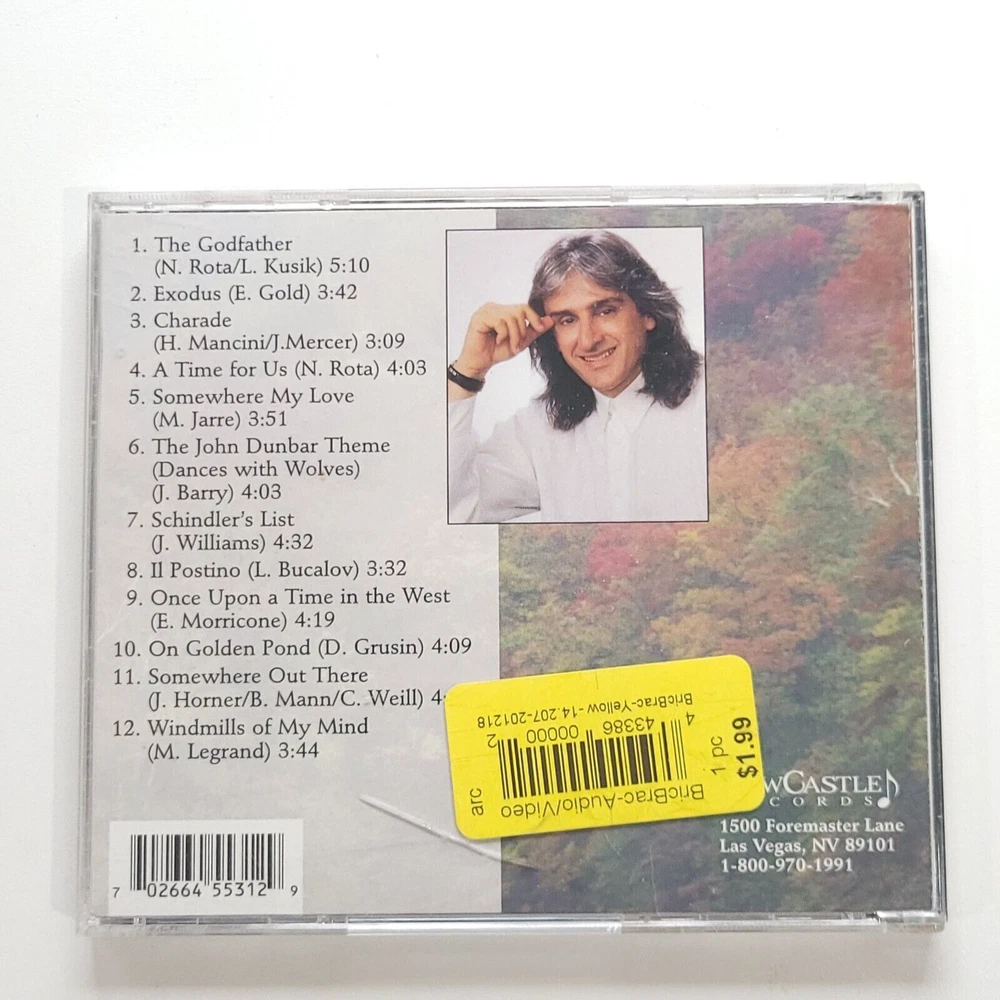 1. The Godfather
(N. Rota/L. Kusik) 5:10
2. Exodus (E. Gold) 3:42
3. Charade
(H. Mancini/J.Mercer) 3:09
4. A Time for Us (N. Rota) 4:03
5. Somewhere My Love
(M. Jarre) 3:51
6. The John Dunbar Theme
(Dances with Wolves)
(J. Barry) 4:03
7. Schindler's List
(J. Williams) 4:32
8. Il Postino (L. Bucalov) 3:32
9. Once Upon a Time in the West
(E. Morricone) 4:19
10. On Golden Pond (D. Grusin) 4:09
11. Somewhere Out There
(J. Horner/B. Mann/C. Weill) 4:
12. Windmills of My Mind
(M. Legrand) 3:44
BricBrac-Audio/Video
4 43386 00000 2
BricBrac-Yellow-14.207-201218
arc
1 pc
$1.99
wCastle
cords
1500 Foremaster Lane
Las Vegas, NV 89101
1-800-970-1991
7 02664 55312 9